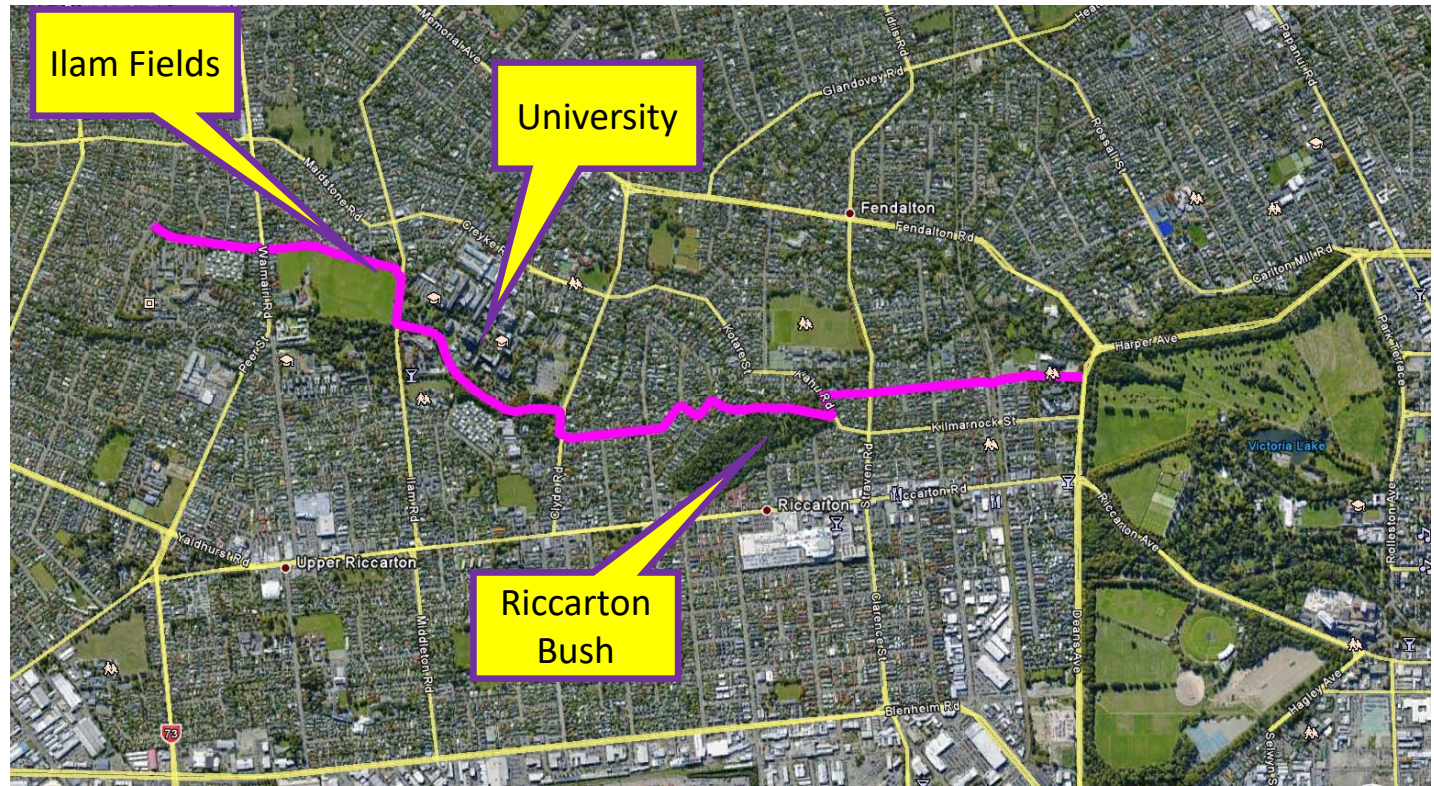 Ilam Fields
University
Riccarton
Bush
Memorial Ave
Idris Rd
Glandovey Rd
Papanui Rd
Rossall St
Maidstone Rd
Fendalton
Fendalton Rd
Creyke
Waimairi Rd
Carlton Mill Rd
Peer St
Kotare St
Harper Ave
Park Terrace
Kahu Rd
Kilmarnock St
Victoria Lake
Straven Rd
Clyde Rd
Ilam Rd
Riccarton
Riccarton Rd
Riccarton Ave
Rolleston Ave
Yaldhurst Rd
Upper Riccarton
Clarence St
Deans Ave
Middleton Rd
Hagley Ave
Blenheim Rd
73
Selwyn S